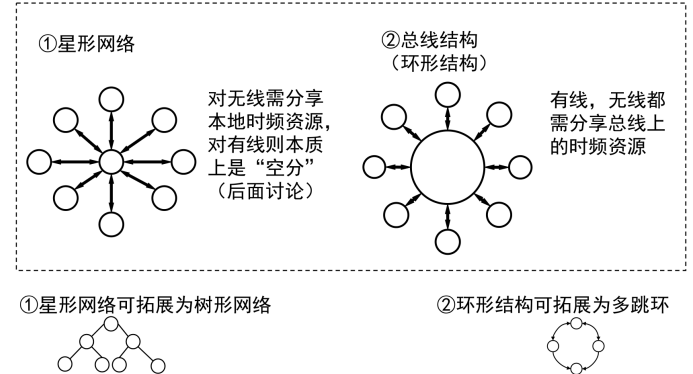 ①星形网络
对无线需分享
本地时频资源，
对有线则本质
上是“空分”
（后面讨论）
②总线结构
（环形结构）
有线，无线都
需分享总线上
的时频资源
①星形网络可拓展为树形网络
②环形结构可拓展为多跳环